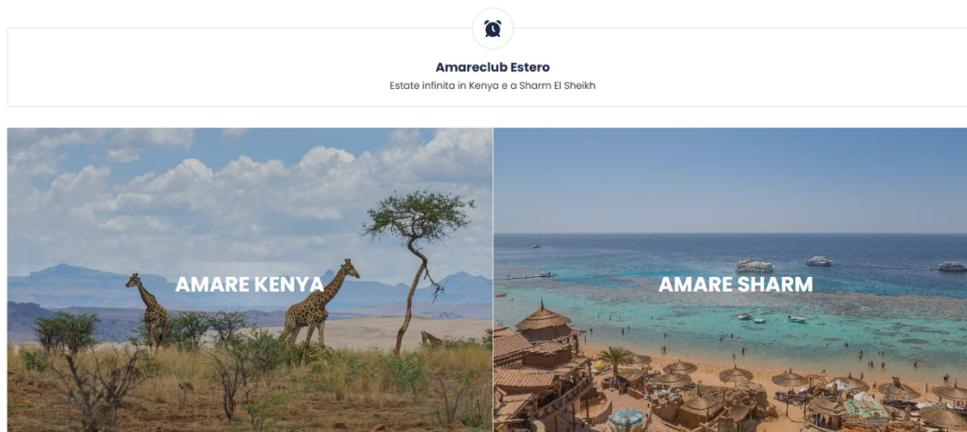 Amareclub Estero
Estate infinita in Kenya e a Sharm El Sheikh
AMARE KENYA
AMARE SHARM